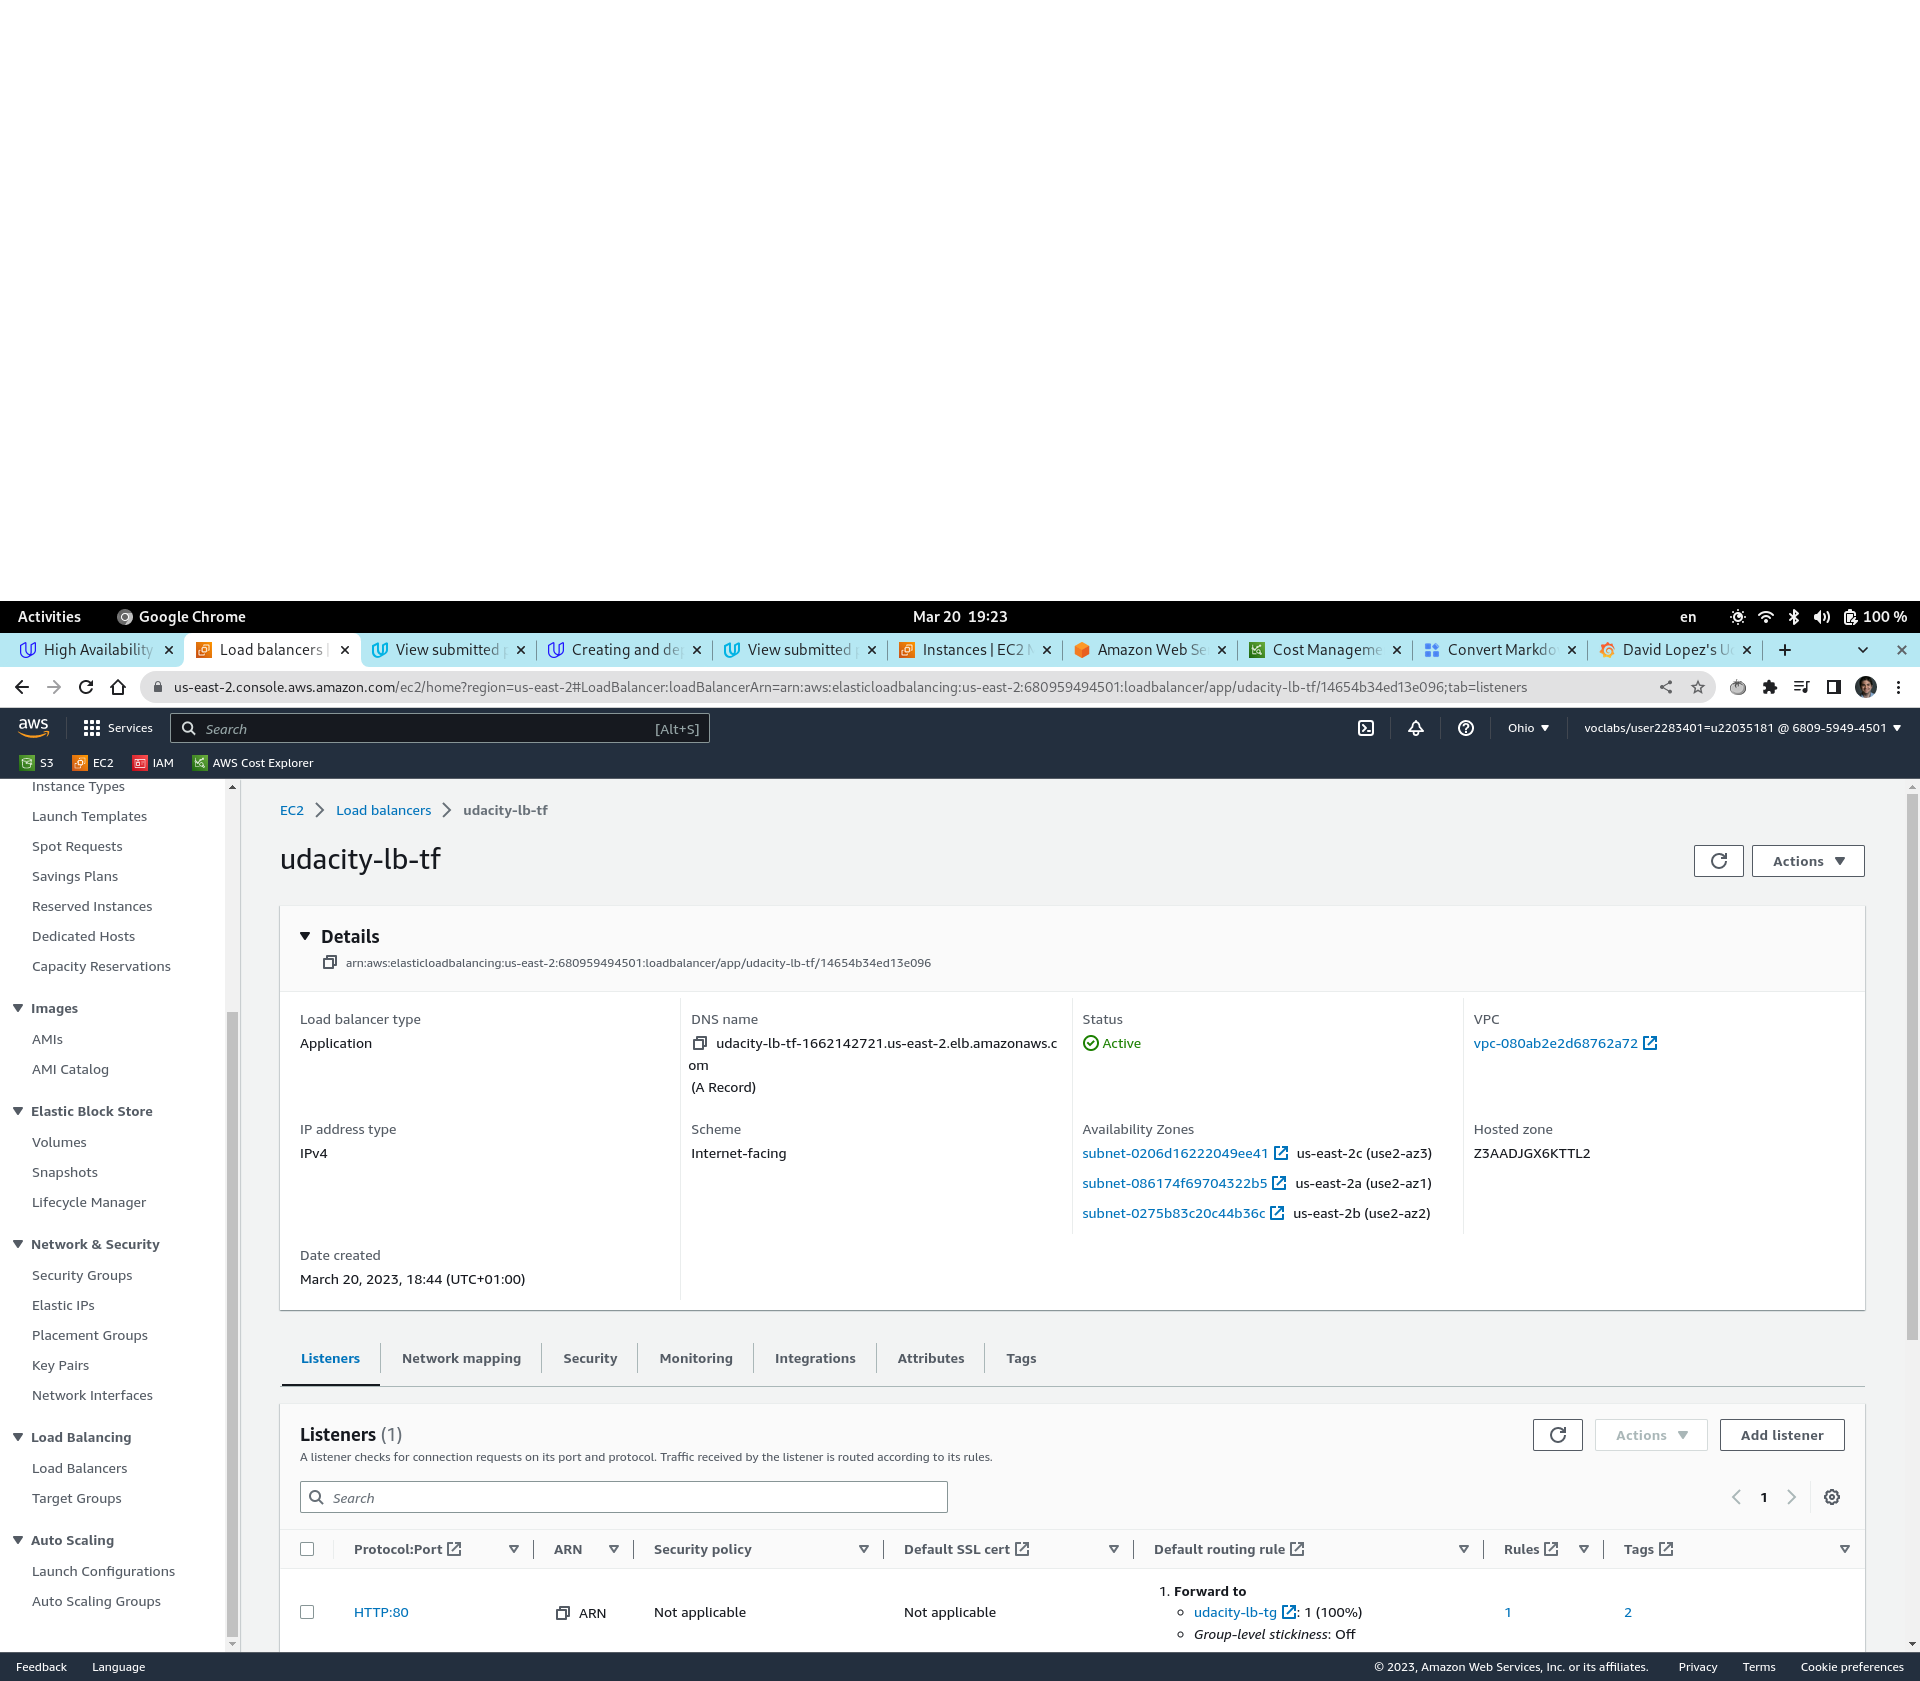 Activities Google Chrome Mar 20 19:23 en 100 %
High Availability Load balancers View submitted Creating and de View submitted Instances | EC2 Amazon Web Se Cost Manageme Convert Markdo David Lopez's U
us-east-2.console.aws.amazon.com/ec2/home?region=us-east-2#LoadBalancer:loadBalancerArn=arn:aws:elasticloadbalancing:us-east-2:680959494501:loadbalancer/app/udacity-lb-tf/14654b34ed13e096;tab=listeners
aws Services Search [Alt+S] Ohio voclabs/user2283401=u22035181 @ 6809-5949-4501
S3 EC2 IAM AWS Cost Explorer
Instance Types
Launch Templates
Spot Requests
Savings Plans
Reserved Instances
Dedicated Hosts
Capacity Reservations
Images
AMIs
AMI Catalog
Elastic Block Store
Volumes
Snapshots
Lifecycle Manager
Network & Security
Security Groups
Elastic IPs
Placement Groups
Key Pairs
Network Interfaces
Load Balancing
Load Balancers
Target Groups
Auto Scaling
Launch Configurations
Auto Scaling Groups
EC2 Load balancers udacity-lb-tf
udacity-lb-tf
Actions
Details
arn:aws:elasticloadbalancing:us-east-2:680959494501:loadbalancer/app/udacity-lb-tf/14654b34ed13e096
Load balancer type
Application
DNS name
udacity-lb-tf-1662142721.us-east-2.elb.amazonaws.c
om
(A Record)
Status
Active
VPC
vpc-080ab2e2d68762a72
IP address type
IPv4
Scheme
Internet-facing
Availability Zones
subnet-0206d16222049ee41 us-east-2c (use2-az3)
subnet-086174f69704322b5 us-east-2a (use2-az1)
subnet-0275b83c20c44b36c us-east-2b (use2-az2)
Hosted zone
Z3AADJGX6KTTL2
Date created
March 20, 2023, 18:44 (UTC+01:00)
Listeners Network mapping Security Monitoring Integrations Attributes Tags
Listeners (1)
A listener checks for connection requests on its port and protocol. Traffic received by the listener is routed according to its rules.
Actions Add listener
Search
1
Protocol:Port ARN Security policy Default SSL cert Default routing rule Rules Tags
HTTP:80 ARN Not applicable Not applicable
1. Forward to
udacity-lb-tg : 1 (100%)
Group-level stickiness: Off
1 2
Feedback Language © 2023, Amazon Web Services, Inc. or its affiliates. Privacy Terms Cookie preferences